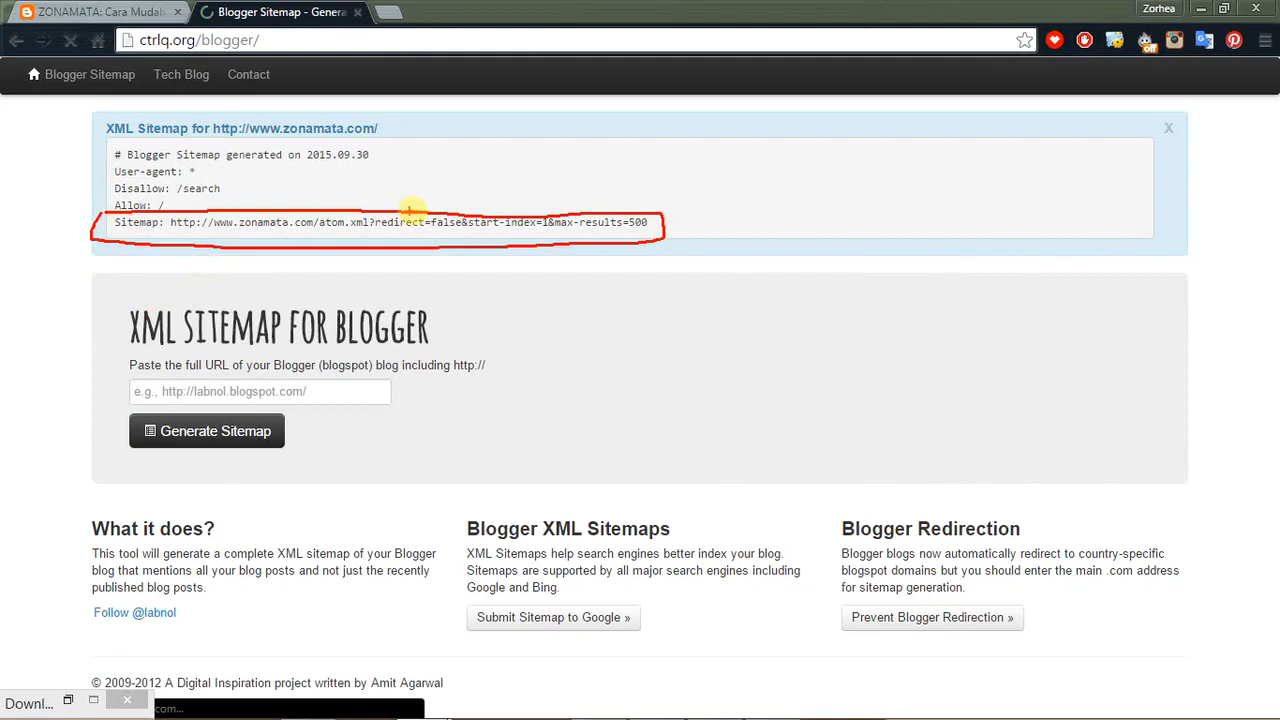 ZONAMATA: Cara Mudah
Blogger Sitemap - Genera
Zorhea
ctrlq.org/blogger/
off
Blogger Sitemap
Tech Blog
Contact
XML Sitemap for http://www.zonamata.com/
X
# Blogger Sitemap generated on 2015.09.30
User-agent: *
Disallow: /search
Allow: /
Sitemap: http://www.zonamata.com/atom.xml?redirect=false&start-index=1&max-results=500
XML SITEMAP FOR BLOGGER
Paste the full URL of your Blogger (blogspot) blog including http://
e.g., http://labnol.blogspot.com/
Generate Sitemap
What it does?
This tool will generate a complete XML sitemap of your Blogger
blog that mentions all your blog posts and not just the recently
published blog posts.
Follow @labnol
Blogger XML Sitemaps
XML Sitemaps help search engines better index your blog.
Sitemaps are supported by all major search engines including
Google and Bing.
Submit Sitemap to Google »
Blogger Redirection
Blogger blogs now automatically redirect to country-specific
blogspot domains but you should enter the main .com address
for sitemap generation.
Prevent Blogger Redirection »
© 2009-2012 A Digital Inspiration project written by Amit Agarwal
Downl...
com...